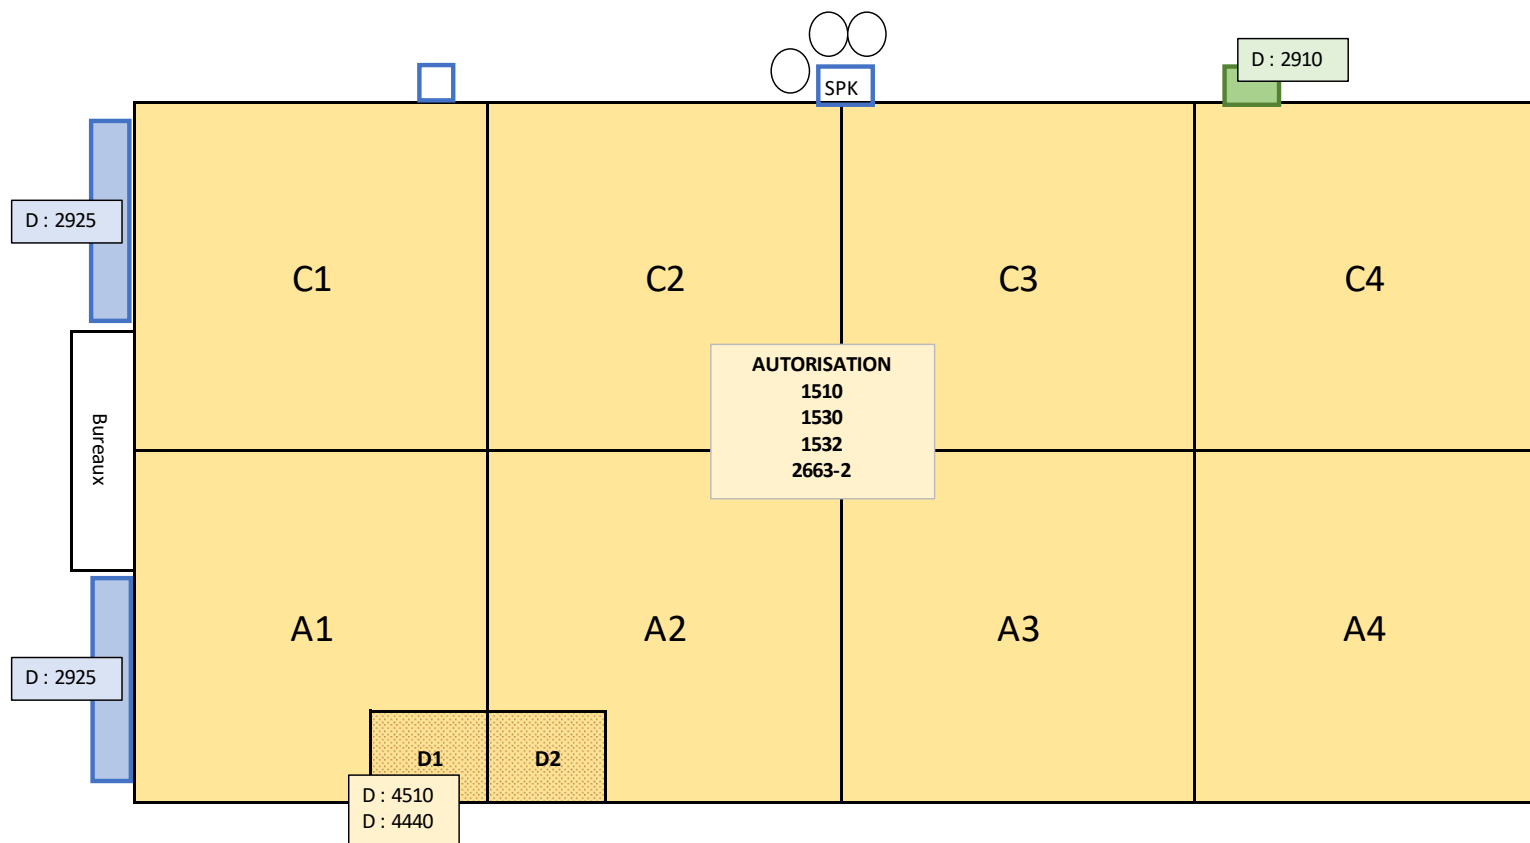 D : 2910
SPK
D : 2925
C1
C2
C3
C4
AUTORISATION
1510
1530
1532
2663-2
Bureaux
A1
A2
A3
A4
D : 2925
D1
D2
D : 4510
D : 4440